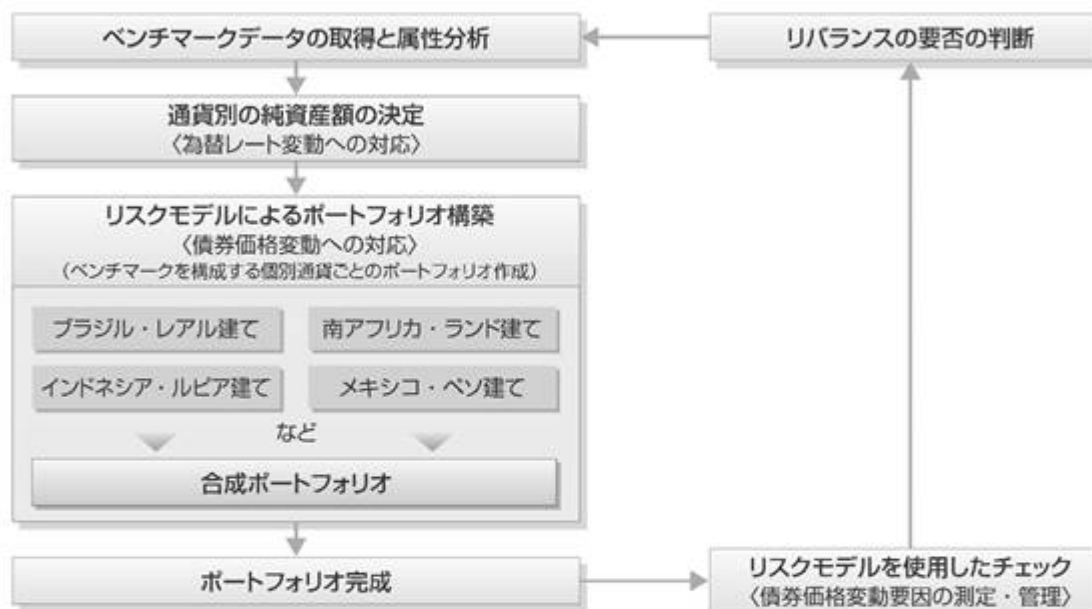 ベンチマークデータの取得と属性分析
リバランスの要否の判断
通貨別の純資産額の決定
〈為替レート変動への対応〉
リスクモデルによるポートフォリオ構築
〈債券価格変動への対応〉
(ベンチマークを構成する個別通貨ごとのポートフォリオ作成)
ブラジル・レアル建て
南アフリカ・ランド建て
インドネシア・ルピア建て
メキシコ・ペソ建て
など
合成ポートフォリオ
ポートフォリオ完成
リスクモデルを使用したチェック
〈債券価格変動要因の測定・管理〉